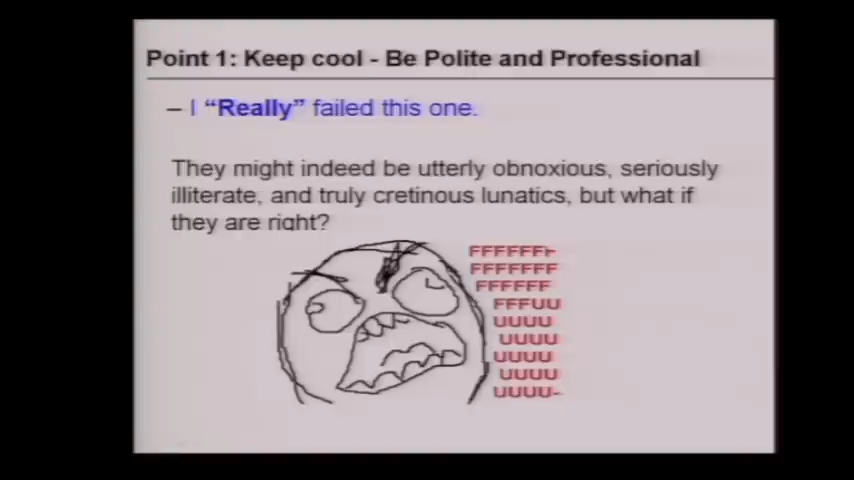 Point 1: Keep cool - Be Polite and Professional
– I “Really” failed this one.
They might indeed be utterly obnoxious, seriously
illiterate, and truly cretinous lunatics, but what if
they are right?
FFFFFFF
FFFFFFF
FFFFFF
FFFUU
UUUU
UUUU
UUUU
UUUU
UUUU-